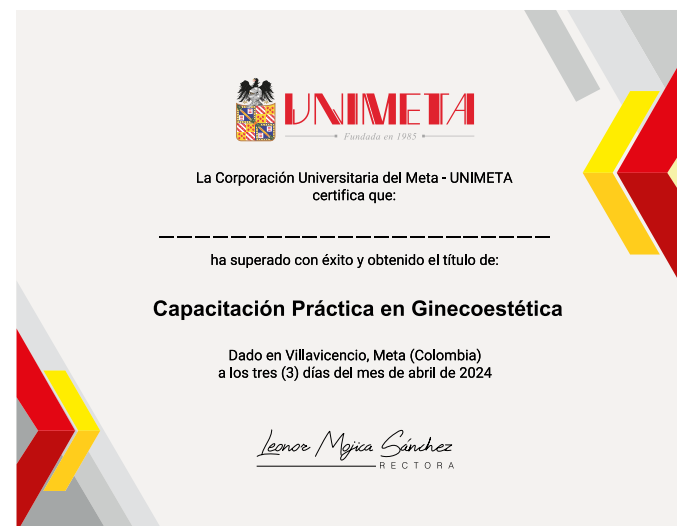 UNIMETA
Fundada en 1985
La Corporación Universitaria del Meta - UNIMETA
certifica que:
ha superado con éxito y obtenido el título de:
Capacitación Práctica en Ginecoestética
Dado en Villavicencio, Meta (Colombia)
a los tres (3) días del mes de abril de 2024
Leonor Mojica Sánchez
RECTORA